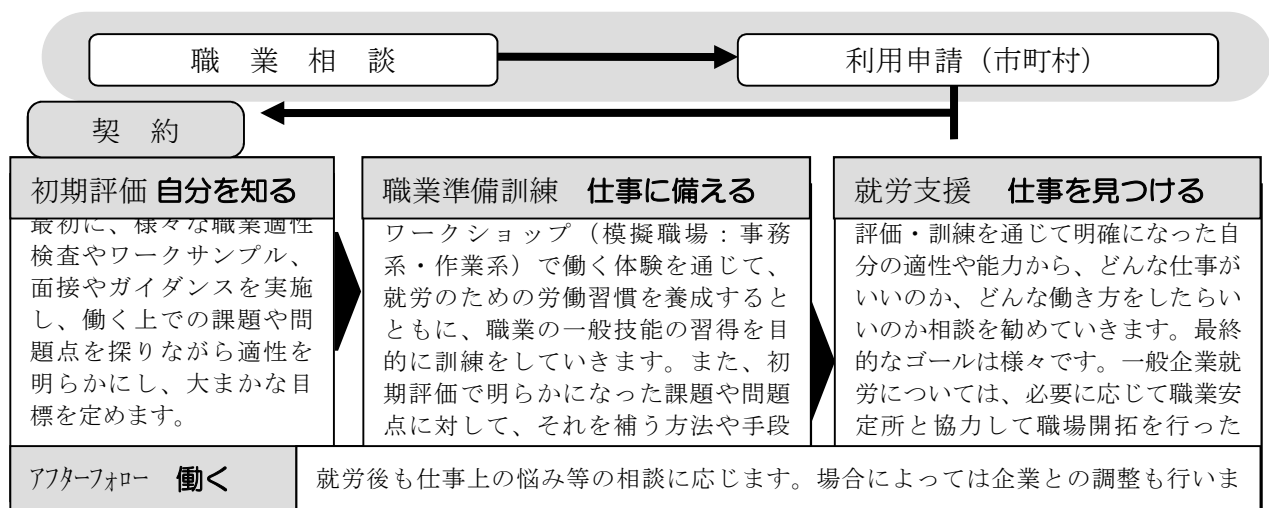 職　業　相　談
利用申請（市町村）
契　約
初期評価 自分を知る
最初に、様々な職業適性
検査やワークサンプル、
面接やガイダンスを実施
し、働く上での課題や問
題点を探りながら適性を
明らかにし、大まかな目
標を定めます。
職業準備訓練　仕事に備える
ワークショップ（模擬職場：事務
系・作業系）で働く体験を通じて、
就労のための労働習慣を養成すると
ともに、職業の一般技能の習得を目
的に訓練をしていきます。また、初
期評価で明らかになった課題や問題
点に対して、それを補う方法や手段
就労支援　仕事を見つける
評価・訓練を通じて明確になった自
分の適性や能力から、どんな仕事が
いいのか、どんな働き方をしたらい
いのか相談を勧めていきます。最終
的なゴールは様々です。一般企業就
労については、必要に応じて職業安
定所と協力して職場開拓を行った
ｱﾌﾀｰﾌｫﾛｰ　働く
就労後も仕事上の悩み等の相談に応じます。場合によっては企業との調整も行いま